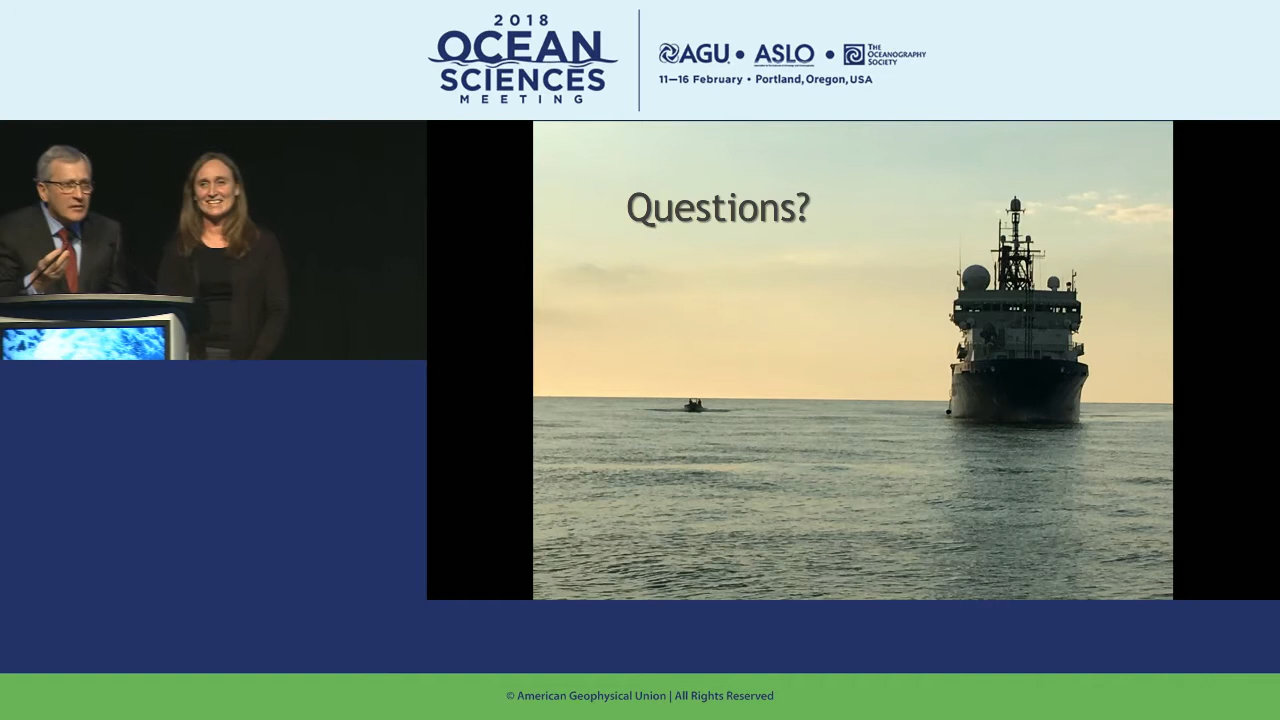 2018
OCEAN
SCIENCES
MEETING
AGU • ASLO • THE OCEANOGRAPHY SOCIETY
11–16 February • Portland, Oregon, USA
Questions?
© American Geophysical Union | All Rights Reserved